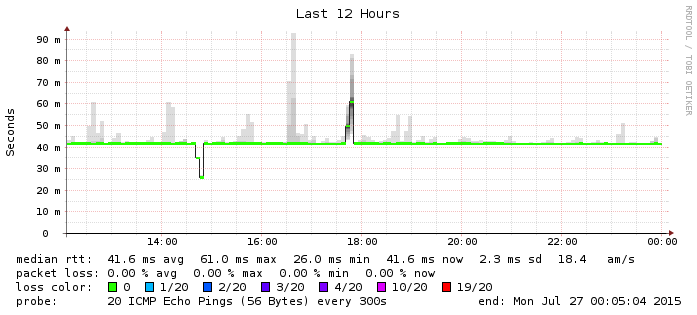 Last 12 Hours
RRDTOOL / TOBI OETIKER
Seconds
90 m
80 m
70 m
60 m
50 m
40 m
30 m
20 m
10 m
0
14:00 16:00 18:00 20:00 22:00 00:00
median rtt: 41.6 ms avg 61.0 ms max 26.0 ms min 41.6 ms now 2.3 ms sd 18.4 am/s
packet loss: 0.00 % avg 0.00 % max 0.00 % min 0.00 % now
loss color: 0 1/20 2/20 3/20 4/20 10/20 19/20
probe: 20 ICMP Echo Pings (56 Bytes) every 300s end: Mon Jul 27 00:05:04 2015